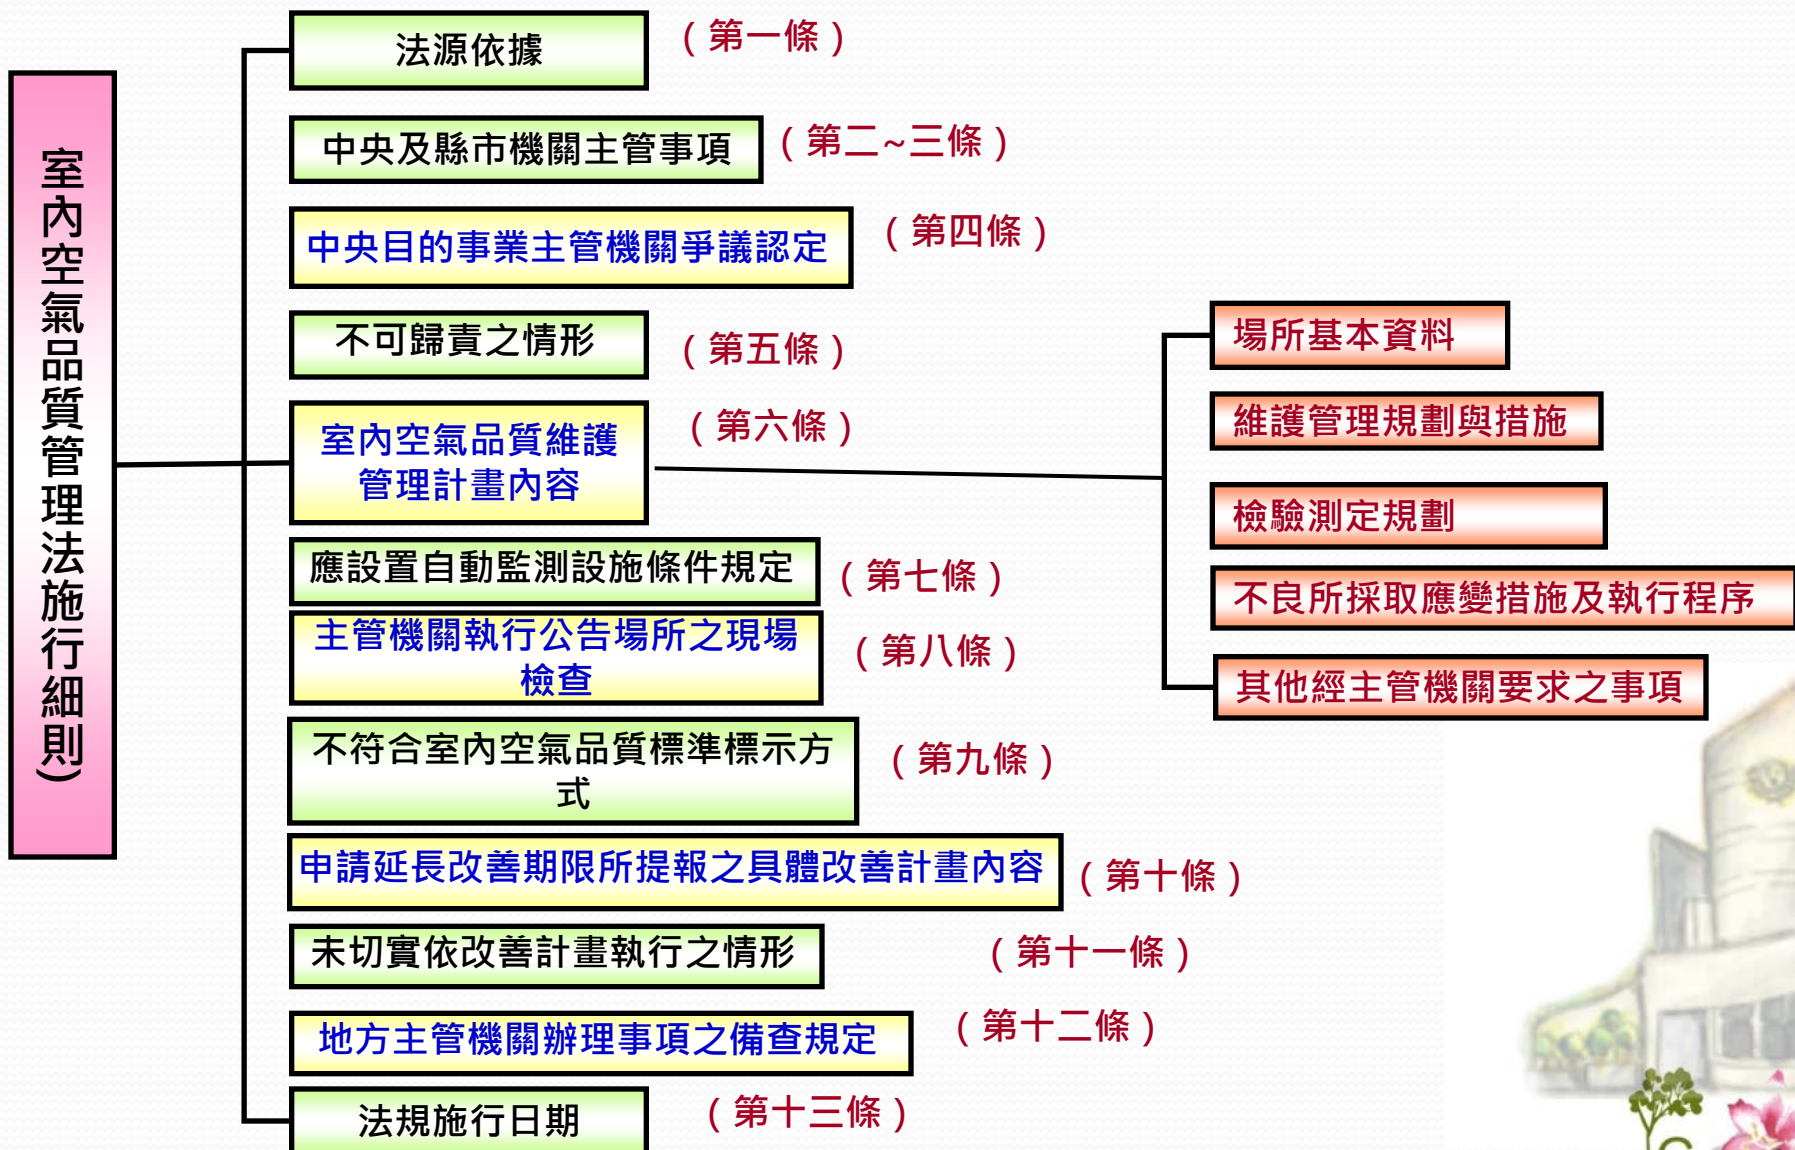 室內空氣品質管理法施行細則)
法源依據
（第一條）
中央及縣市機關主管事項
（第二~三條）
中央目的事業主管機關爭議認定
（第四條）
不可歸責之情形
（第五條）
室內空氣品質維護
管理計畫內容
（第六條）
場所基本資料
維護管理規劃與措施
檢驗測定規劃
不良所採取應變措施及執行程序
其他經主管機關要求之事項
應設置自動監測設施條件規定
（第七條）
主管機關執行公告場所之現場
檢查
（第八條）
不符合室內空氣品質標準標示方
式
（第九條）
申請延長改善期限所提報之具體改善計畫內容
（第十條）
未切實依改善計畫執行之情形
（第十一條）
地方主管機關辦理事項之備查規定
（第十二條）
法規施行日期
（第十三條）